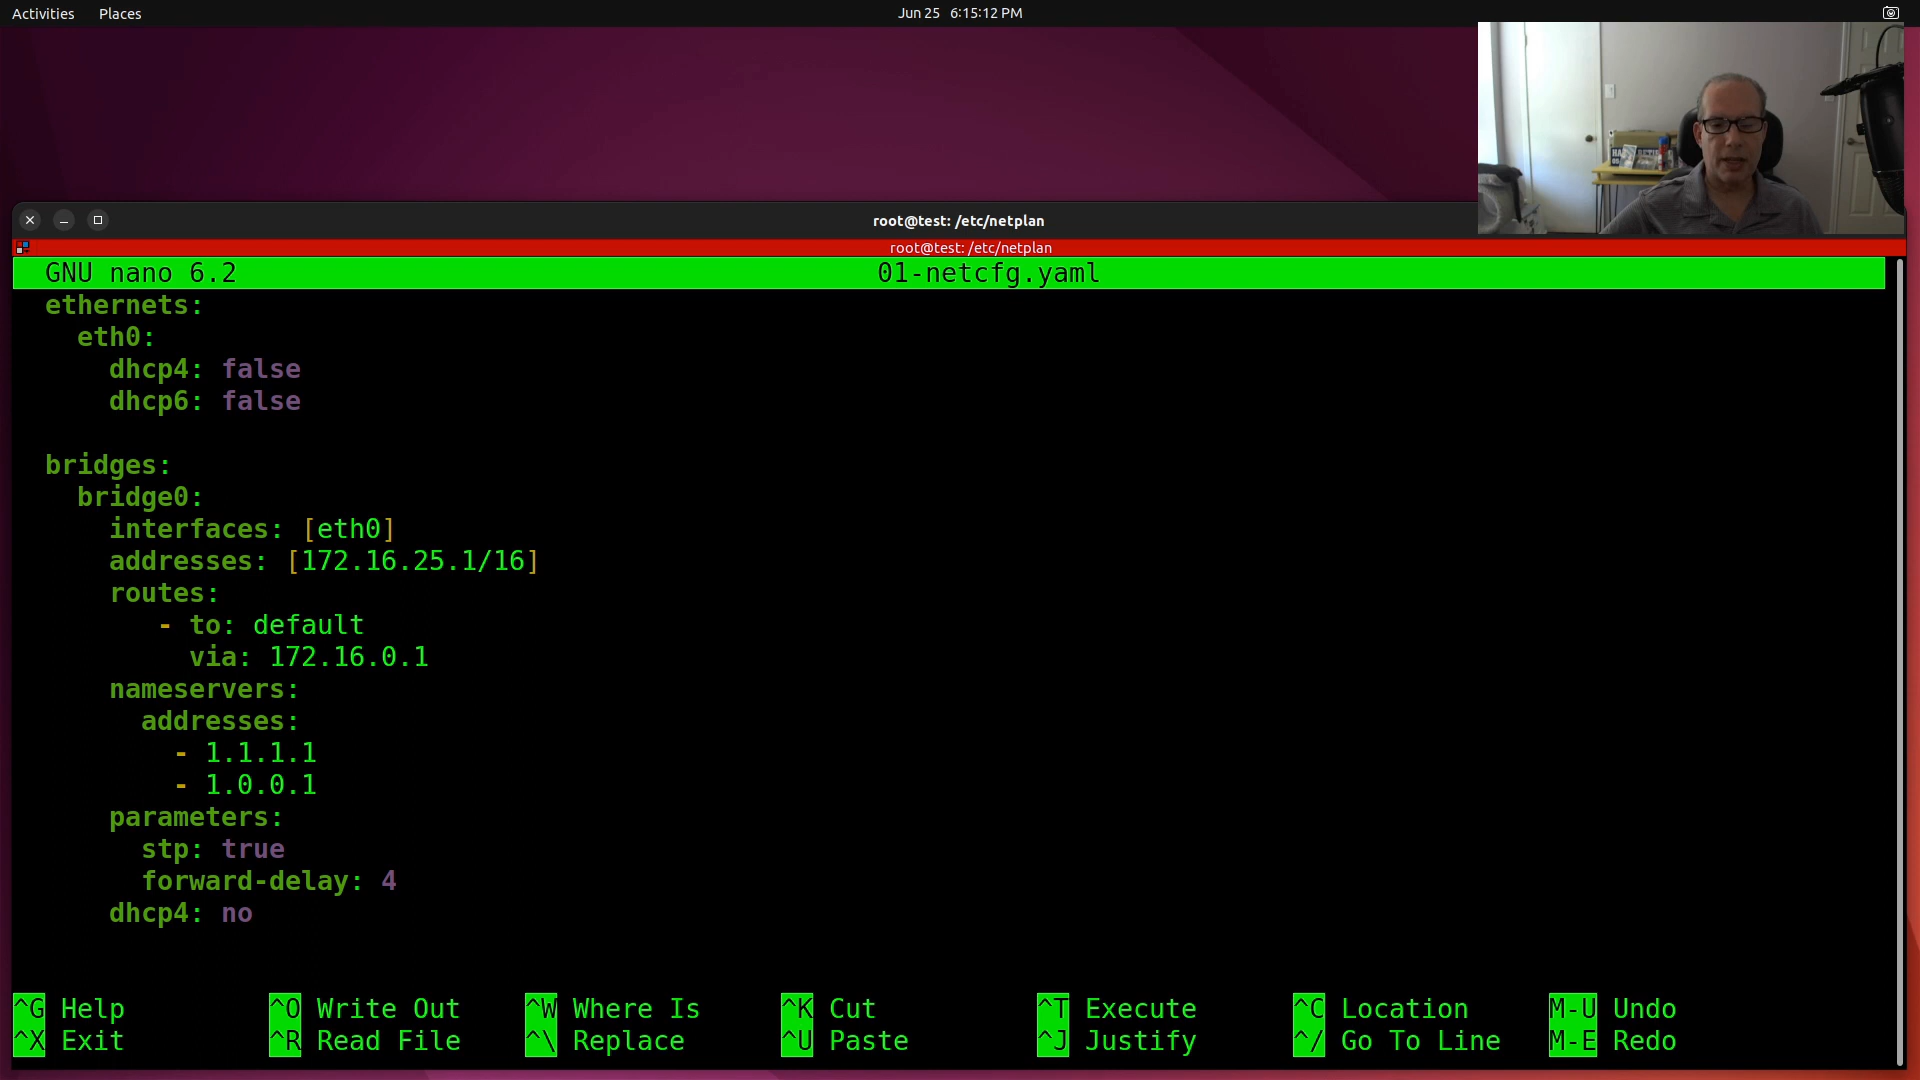 Activities Places Jun 25 6:15:12 PM
root@test: /etc/netplan
root@test: /etc/netplan
GNU nano 6.2 01-netcfg.yaml
ethernets:
eth0:
dhcp4: false
dhcp6: false
bridges:
bridge0:
interfaces: [eth0]
addresses: [172.16.25.1/16]
routes:
- to: default
via: 172.16.0.1
nameservers:
addresses:
- 1.1.1.1
- 1.0.0.1
parameters:
stp: true
forward-delay: 4
dhcp4: no
^G Help ^O Write Out ^W Where Is ^K Cut ^T Execute ^C Location M-U Undo
^X Exit ^R Read File ^\ Replace ^U Paste ^J Justify ^/ Go To Line M-E Redo